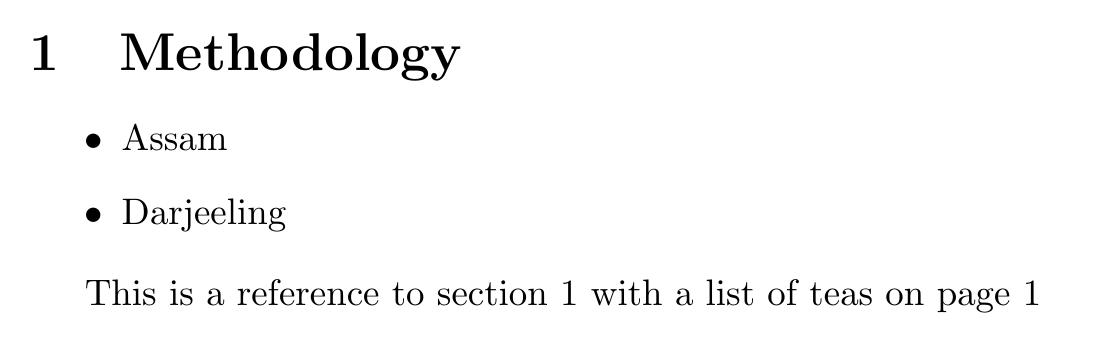 1 Methodology
• Assam
• Darjeeling
This is a reference to section 1 with a list of teas on page 1